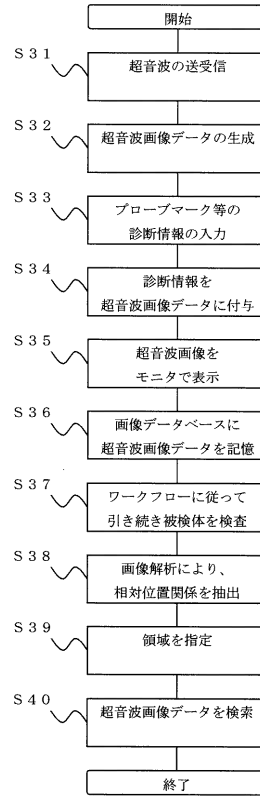 開始
S31
超音波の送受信
S32
超音波画像データの生成
S33
プローブマーク等の
診断情報の入力
S34
診断情報を
超音波画像データに付与
S35
超音波画像を
モニタで表示
S36
画像データベースに
超音波画像データを記憶
S37
ワークフローに従って
引き続き被検体を検査
S38
画像解析により、
相対位置関係を抽出
S39
領域を指定
S40
超音波画像データを検索
終了